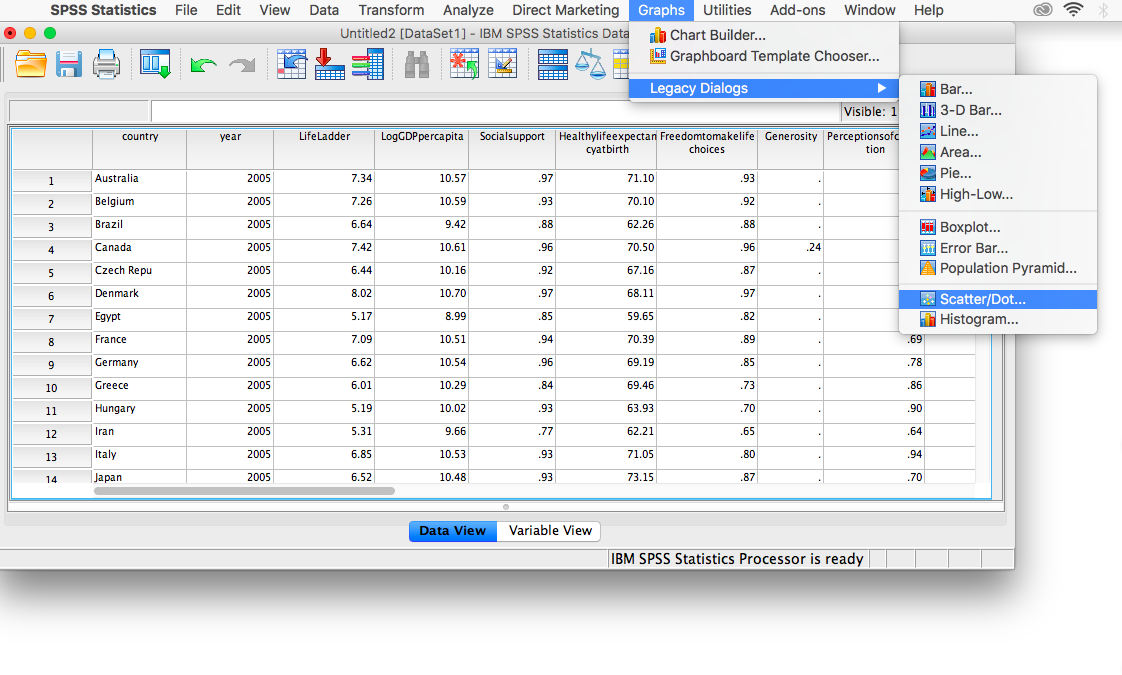 SPSS Statistics File Edit View Data Transform Analyze Direct Marketing Graphs Utilities Add-ons Window Help
Untitled2 [DataSet1] - IBM SPSS Statistics Data
Chart Builder...
Graphboard Template Chooser...
Legacy Dialogs
Bar...
3-D Bar...
Line...
Area...
Pie...
High-Low...
Boxplot...
Error Bar...
Population Pyramid...
Scatter/Dot...
Histogram...
Visible: 1
country year LifeLadder LogGDPpercapita Socialsupport Healthylifeexpectan Freedomtomakelife Generosity Perceptionsofc
cyatbirth choices tion
1 Australia 2005 7.34 10.57 .97 71.10 .93 .
2 Belgium 2005 7.26 10.59 .93 70.10 .92 .
3 Brazil 2005 6.64 9.42 .88 62.26 .88 .
4 Canada 2005 7.42 10.61 .96 70.50 .96 .24
5 Czech Repu 2005 6.44 10.16 .92 67.16 .87 .
6 Denmark 2005 8.02 10.70 .97 68.11 .97 .
7 Egypt 2005 5.17 8.99 .85 59.65 .82 .
8 France 2005 7.09 10.51 .94 70.39 .89 . .69
9 Germany 2005 6.62 10.54 .96 69.19 .85 . .78
10 Greece 2005 6.01 10.29 .84 69.46 .73 . .86
11 Hungary 2005 5.19 10.02 .93 63.93 .70 . .90
12 Iran 2005 5.31 9.66 .77 62.21 .65 . .64
13 Italy 2005 6.85 10.53 .93 71.05 .80 . .94
14 Japan 2005 6.52 10.48 .93 73.15 .87 . .70
Data View Variable View
IBM SPSS Statistics Processor is ready